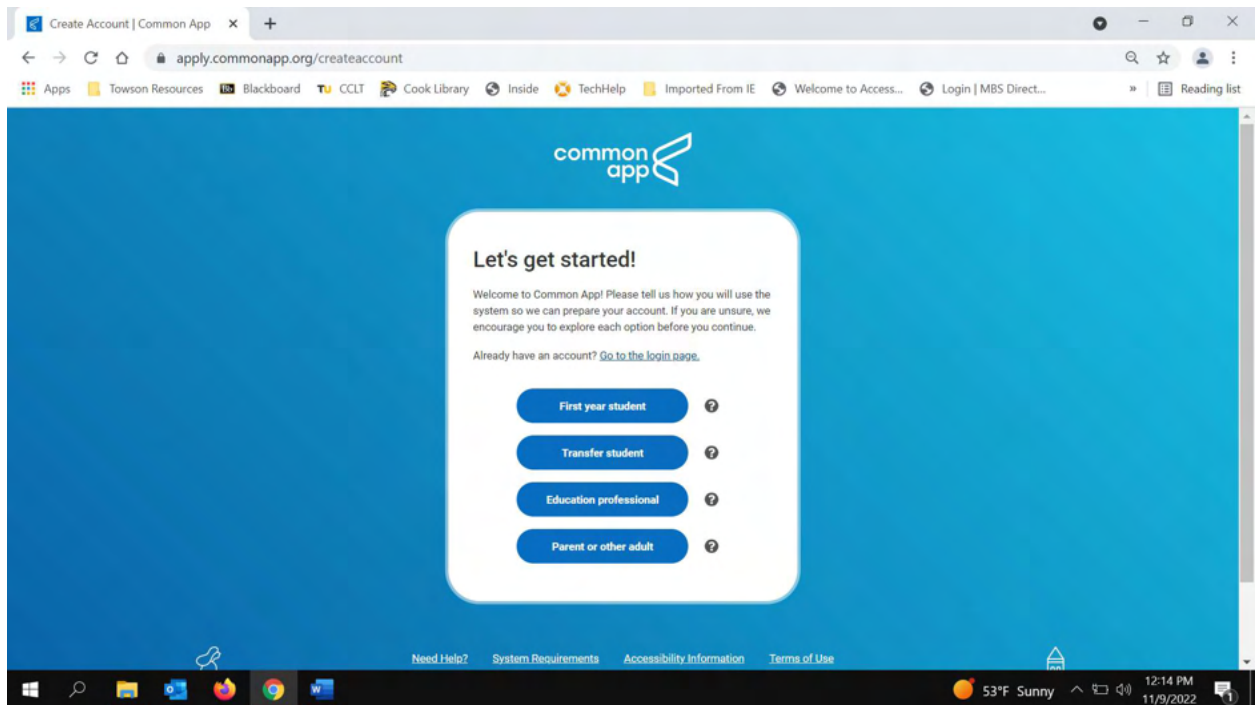 Create Account | Common App
apply.commonapp.org/createaccount
Apps Towson Resources Bb Blackboard TU CCLT Cook Library Inside TechHelp Imported From IE Welcome to Access... Login | MBS Direct... » Reading list
common
app
Let's get started!
Welcome to Common App! Please tell us how you will use the
system so we can prepare your account. If you are unsure, we
encourage you to explore each option before you continue.
Already have an account? Go to the login page.
First year student ?
Transfer student ?
Education professional ?
Parent or other adult ?
Need Help? System Requirements Accessibility Information Terms of Use
53°F Sunny 12:14 PM
11/9/2022 1